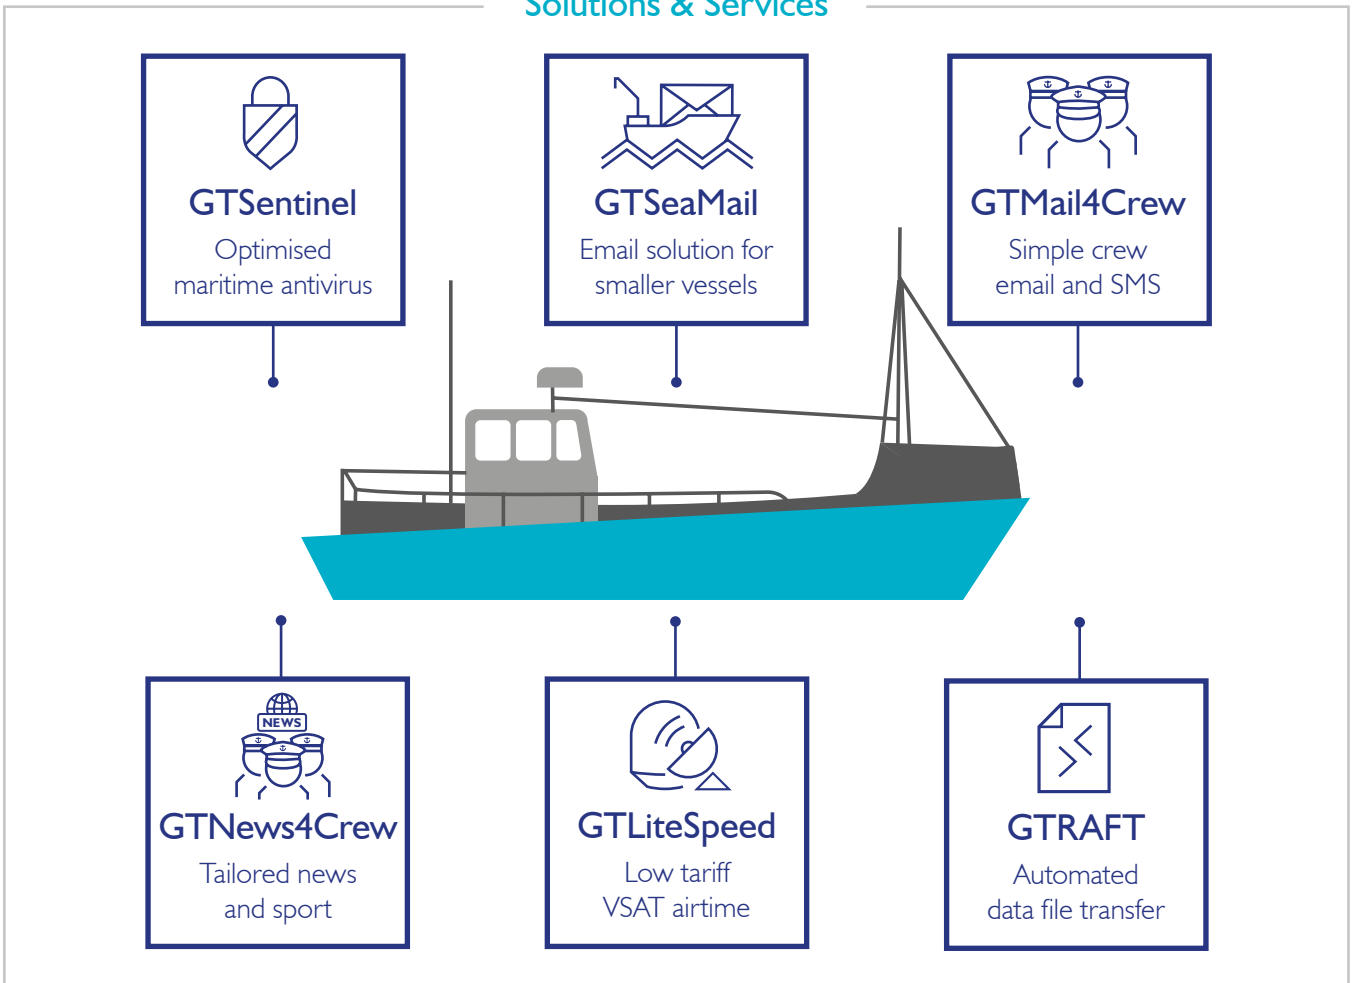 Solutions & Services
GTSentinel
Optimised
maritime antivirus
GTSeaMail
Email solution for
smaller vessels
GTMail4Crew
Simple crew
email and SMS
NEWS
GTNews4Crew
Tailored news
and sport
GTLiteSpeed
Low tariff
VSAT airtime
GTRAFT
Automated
data file transfer